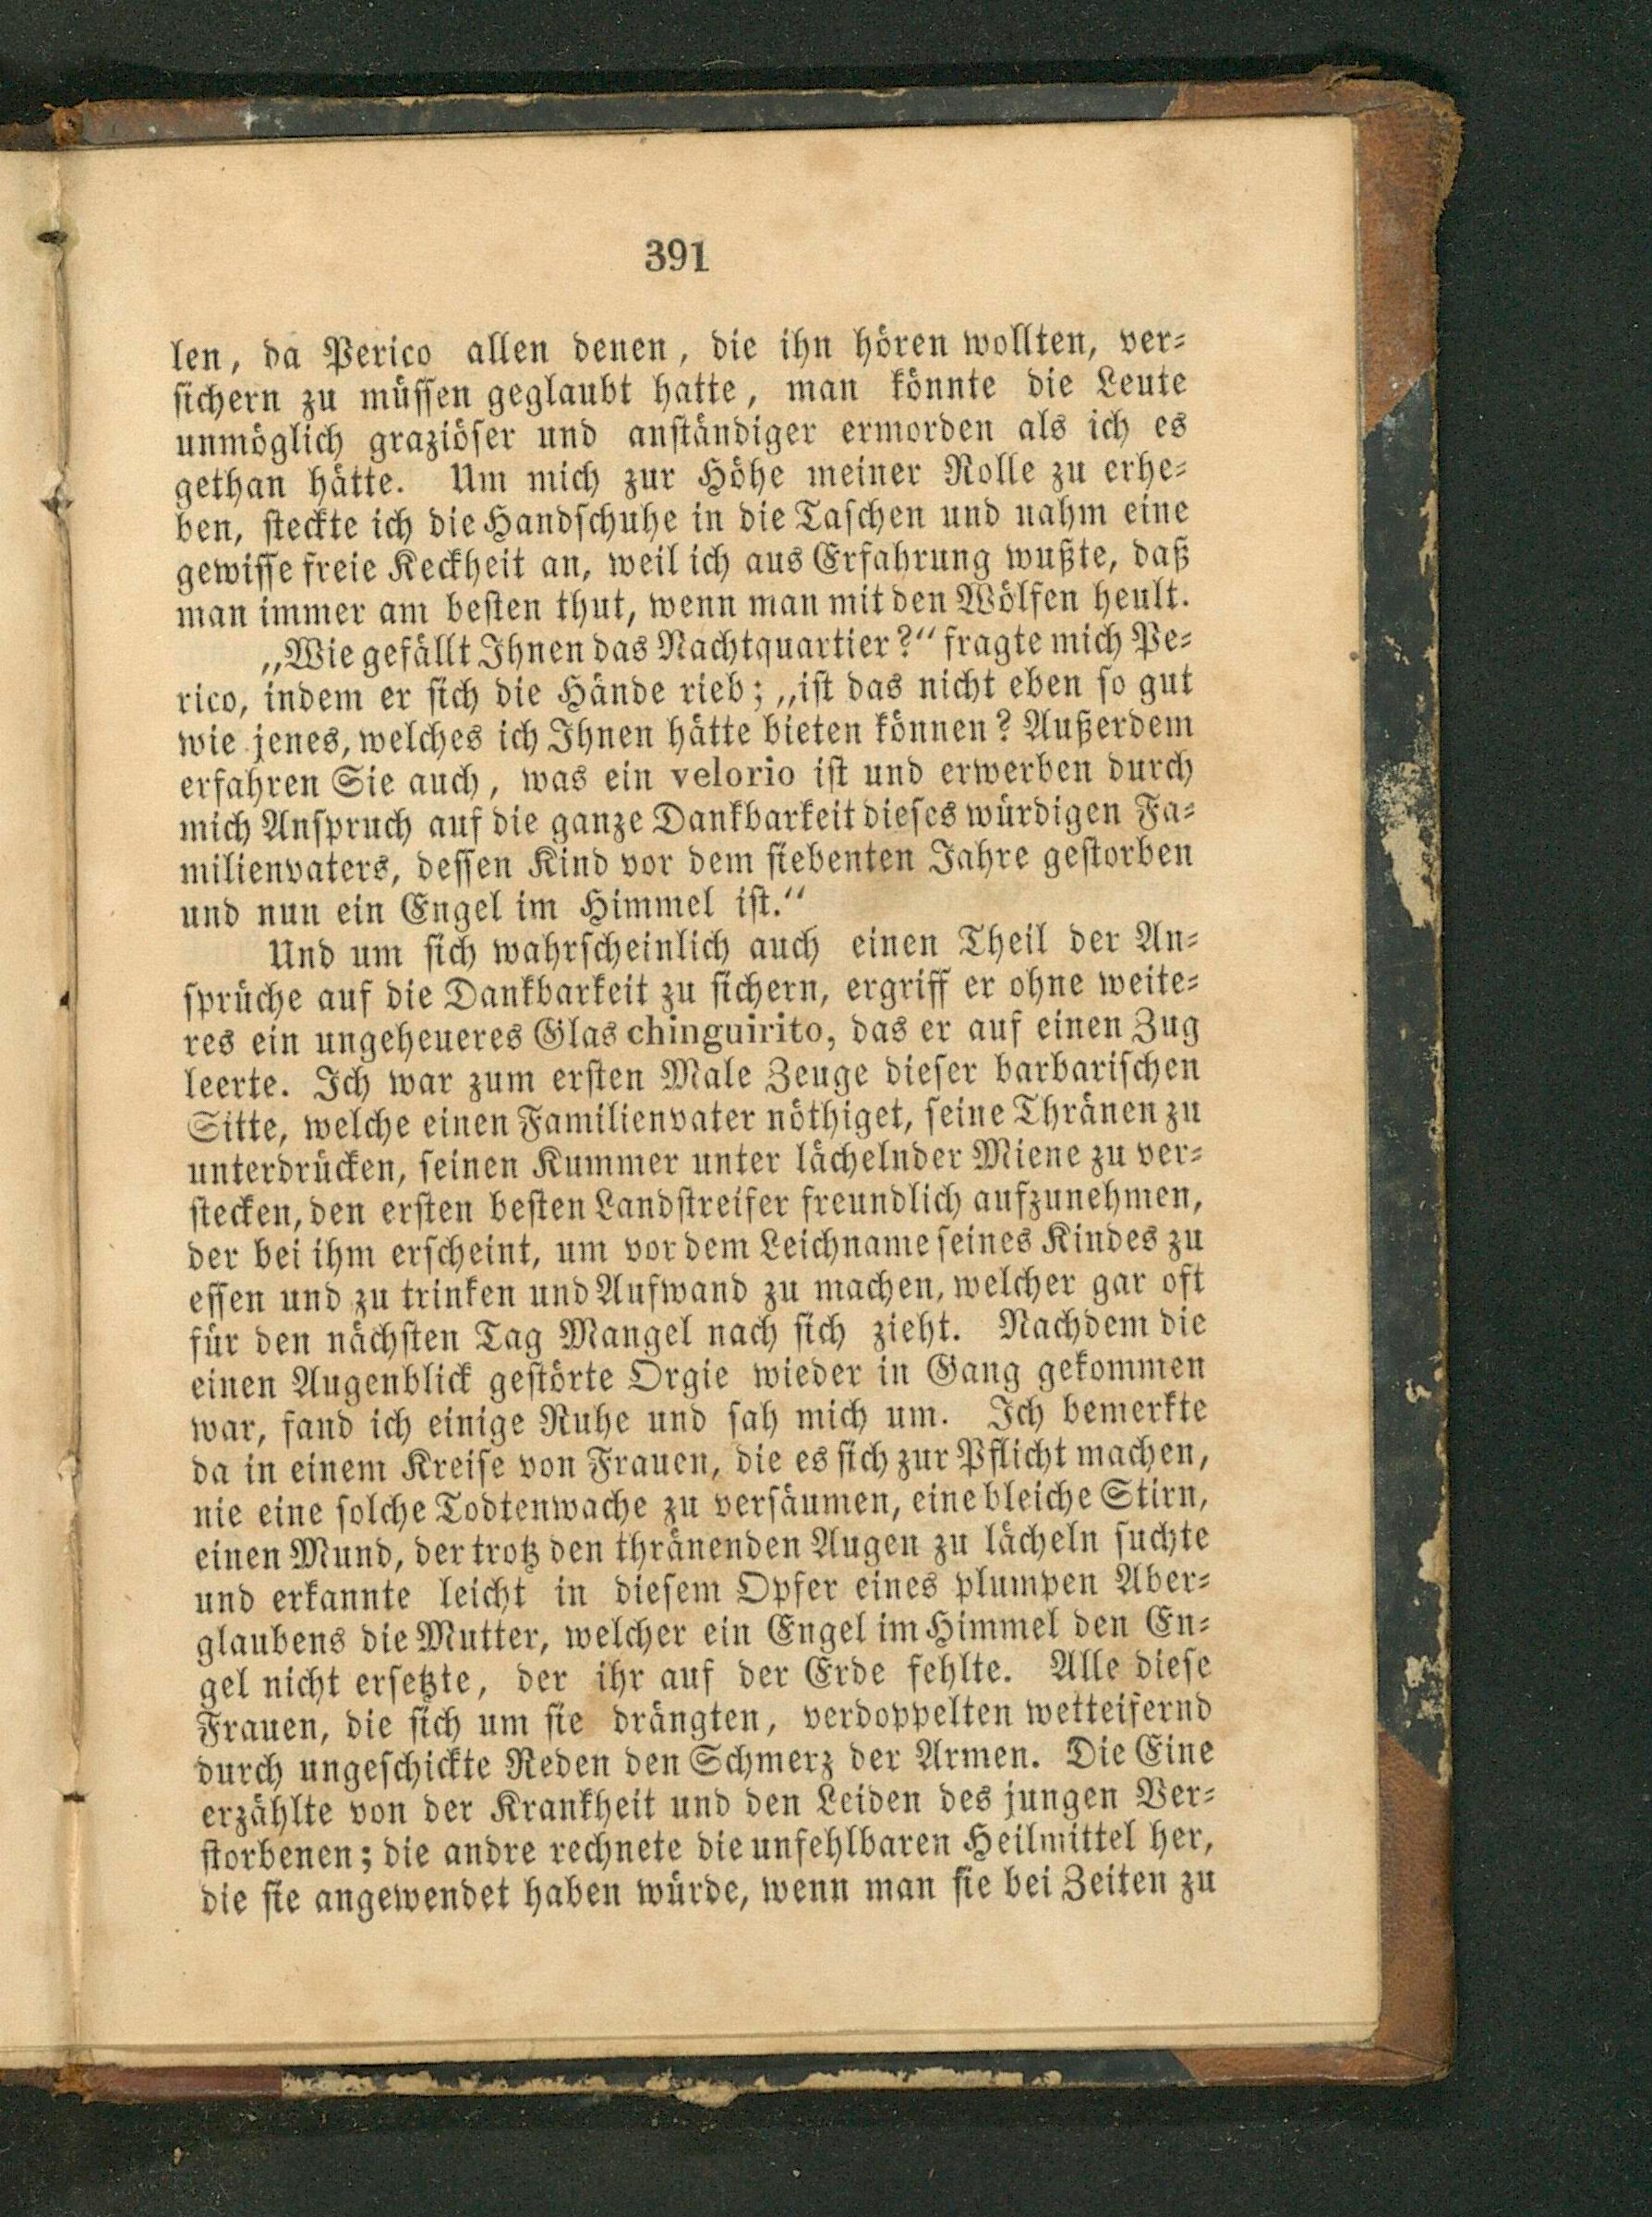 391
len, da Perico allen denen, die ihn hören wollten, ver-
sichern zu müssen geglaubt hatte, man könnte die Leute
unmöglich graziöser und anständiger ermorden als ich es
gethan hätte. Um mich zur Höhe meiner Rolle zu erhe-
ben, steckte ich die Handschuhe in die Taschen und nahm eine
gewisse freie Keckheit an, weil ich aus Erfahrung wußte, daß
man immer am besten thut, wenn man mit den Wölfen heult.
„Wie gefällt Ihnen das Nachtquartier?“ fragte mich Pe-
rico, indem er sich die Hände rieb; „ist das nicht eben so gut
wie jenes, welches ich Ihnen hätte bieten können? Außerdem
erfahren Sie auch, was ein velorio ist und erwerben durch
mich Anspruch auf die ganze Dankbarkeit dieses würdigen Fa-
milienvaters, dessen Kind vor dem siebenten Jahre gestorben
und nun ein Engel im Himmel ist.“
Und um sich wahrscheinlich auch einen Theil der An-
sprüche auf die Dankbarkeit zu sichern, ergriff er ohne weite-
res ein ungeheueres Glas chinguirito, das er auf einen Zug
leerte. Ich war zum ersten Male Zeuge dieser barbarischen
Sitte, welche einen Familienvater nöthiget, seine Thränen zu
unterdrücken, seinen Kummer unter lächelnder Miene zu ver-
stecken, den ersten besten Landstreifer freundlich aufzunehmen,
der bei ihm erscheint, um vor dem Leichname seines Kindes zu
essen und zu trinken und Aufwand zu machen, welcher gar oft
für den nächsten Tag Mangel nach sich zieht. Nachdem die
einen Augenblick gestörte Orgie wieder in Gang gekommen
war, fand ich einige Ruhe und sah mich um. Ich bemerkte
da in einem Kreise von Frauen, die es sich zur Pflicht machen,
nie eine solche Todtenwache zu versäumen, eine bleiche Stirn,
einen Mund, der trotz den thränenden Augen zu lächeln suchte
und erkannte leicht in diesem Opfer eines plumpen Aber-
glaubens die Mutter, welcher ein Engel im Himmel den En-
gel nicht ersetzte, der ihr auf der Erde fehlte. Alle diese
Frauen, die sich um sie drängten, verdoppelten wetteifernd
durch ungeschickte Reden den Schmerz der Armen. Die Eine
erzählte von der Krankheit und den Leiden des jungen Ver-
storbenen; die andre rechnete die unfehlbaren Heilmittel her,
die sie angewendet haben würde, wenn man sie bei Zeiten zu